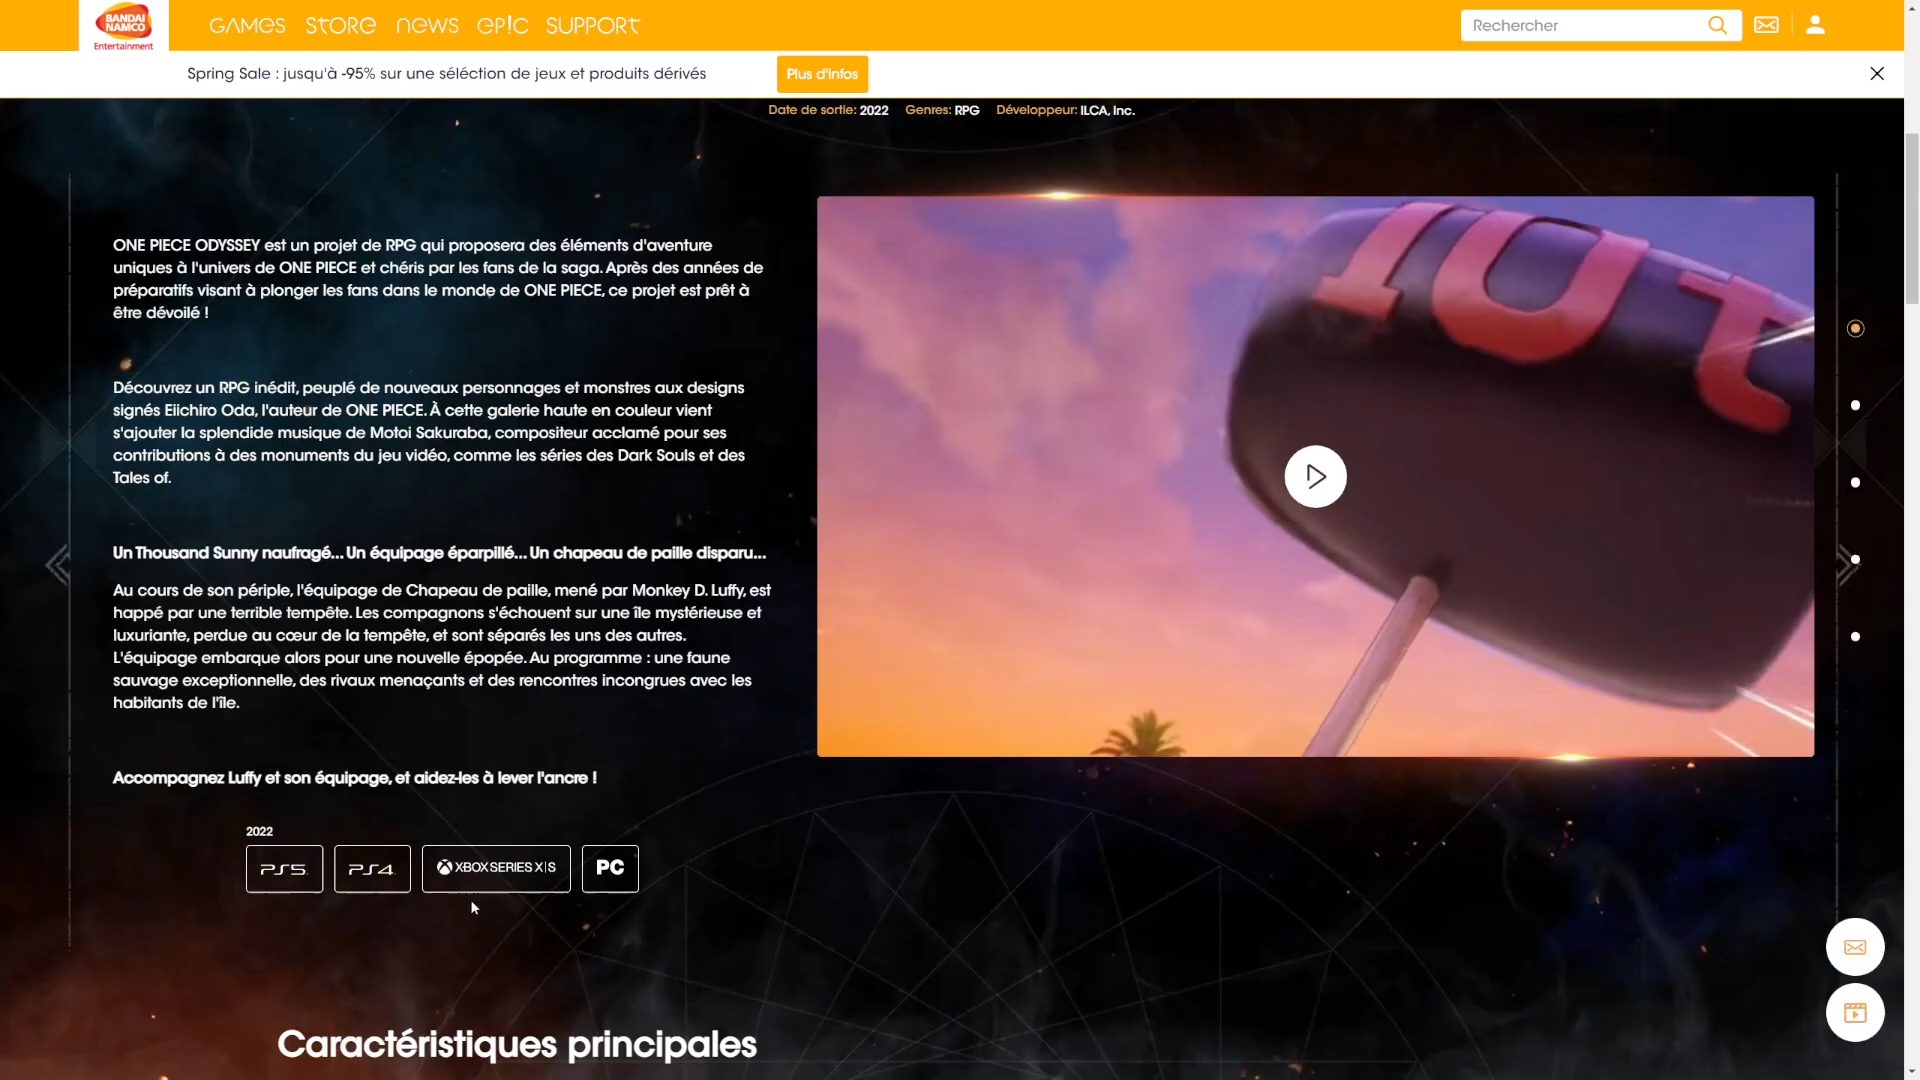 BANDAI
NAMCO
Entertainment
GAMES STORE NEWS EP!C SUPPORT
Rechercher
Spring Sale : jusqu'à -95% sur une séléction de jeux et produits dérivés
Plus d'infos
Date de sortie: 2022 Genres: RPG Développeur: ILCA, Inc.
ONE PIECE ODYSSEY est un projet de RPG qui proposera des éléments d'aventure
uniques à l'univers de ONE PIECE et chéris par les fans de la saga. Après des années de
préparatifs visant à plonger les fans dans le monde de ONE PIECE, ce projet est prêt à
être dévoilé !
Découvrez un RPG inédit, peuplé de nouveaux personnages et monstres aux designs
signés Eiichiro Oda, l'auteur de ONE PIECE. À cette galerie haute en couleur vient
s'ajouter la splendide musique de Motoi Sakuraba, compositeur acclamé pour ses
contributions à des monuments du jeu vidéo, comme les séries des Dark Souls et des
Tales of.
Un Thousand Sunny naufragé... Un équipage éparpillé... Un chapeau de paille disparu...
Au cours de son périple, l'équipage de Chapeau de paille, mené par Monkey D. Luffy, est
happé par une terrible tempête. Les compagnons s'échouent sur une île mystérieuse et
luxuriante, perdue au cœur de la tempête, et sont séparés les uns des autres.
L'équipage embarque alors pour une nouvelle épopée. Au programme : une faune
sauvage exceptionnelle, des rivaux menaçants et des rencontres incongrues avec les
habitants de l'île.
Accompagnez Luffy et son équipage, et aidez-les à lever l'ancre !
2022
PS5 PS4 XBOX SERIES X|S PC
Caractéristiques principales
10t